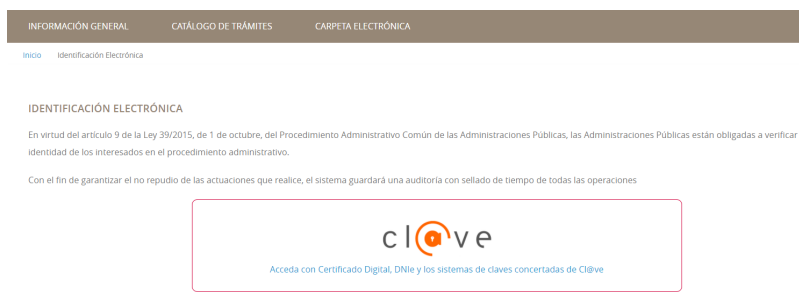 INFORMACIÓN GENERAL CATÁLOGO DE TRÁMITES CARPETA ELECTRÓNICA
Inicio Identificación Electrónica
IDENTIFICACIÓN ELECTRÓNICA
En virtud del artículo 9 de la Ley 39/2015, de 1 de octubre, del Procedimiento Administrativo Común de las Administraciones Públicas, las Administraciones Públicas están obligadas a verificar
identidad de los interesados en el procedimiento administrativo.
Con el fin de garantizar el no repudio de las actuaciones que realice, el sistema guardará una auditoría con sellado de tiempo de todas las operaciones
cl@ve
Acceda con Certificado Digital, DNIe y los sistemas de claves concertadas de Cl@ve